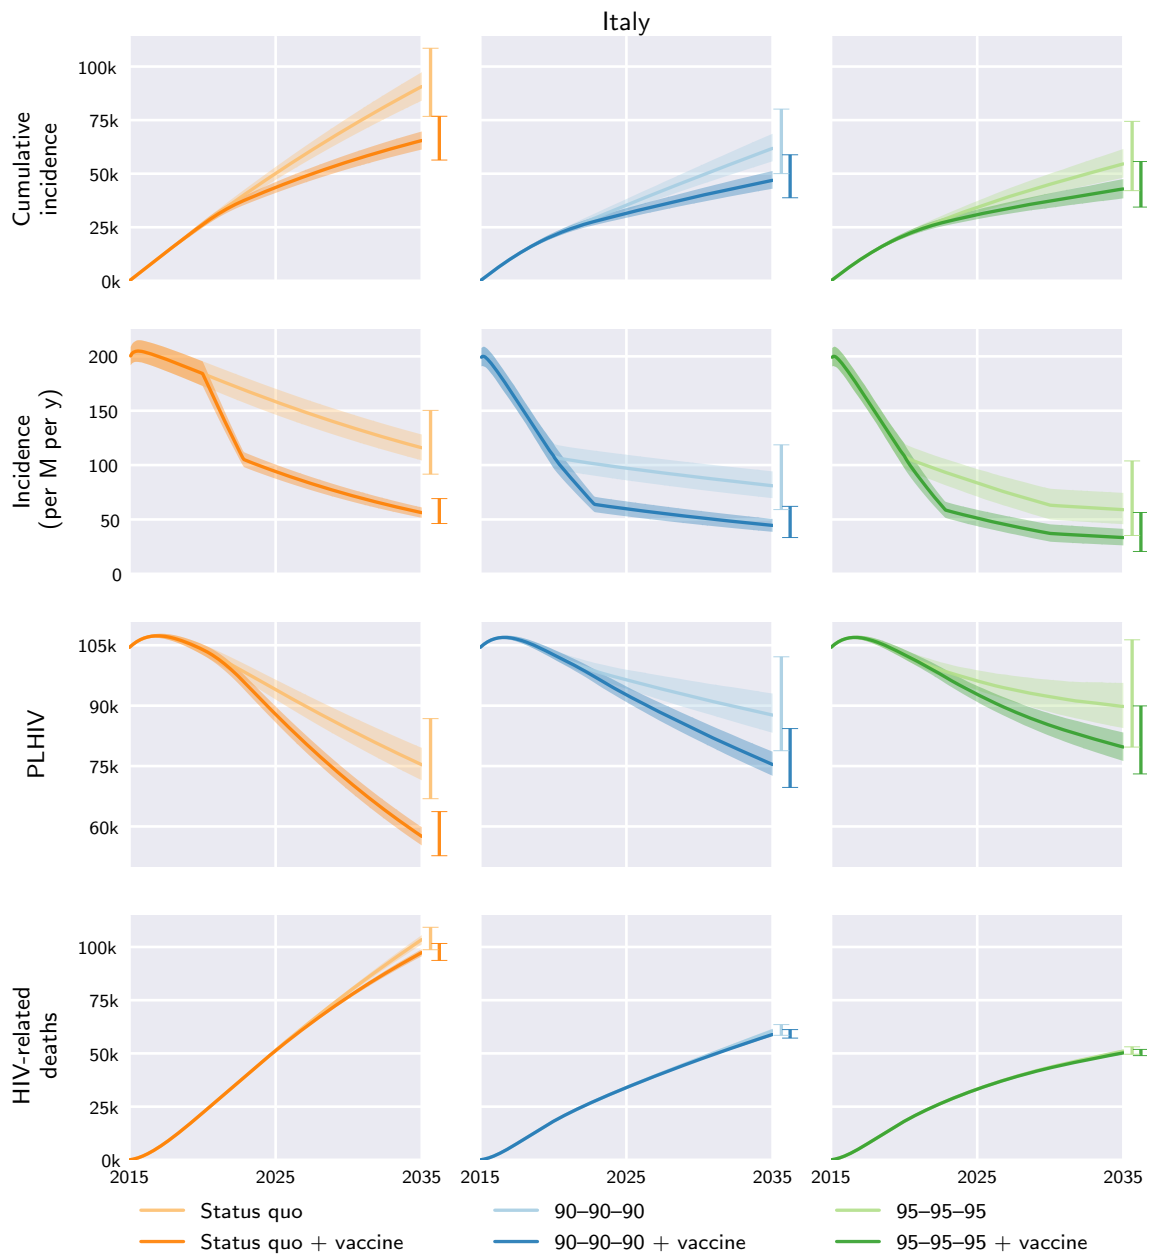 Italy
Cumulative
incidence
100k
75k
50k
25k
0k
Incidence
(per M per y)
200
150
100
50
0
PLHIV
105k
90k
75k
60k
HIV-related
deaths
100k
75k
50k
25k
0k
2015 2025 2035 2015 2025 2035 2015 2025 2035
Status quo 90–90–90 95–95–95
Status quo + vaccine 90–90–90 + vaccine 95–95–95 + vaccine